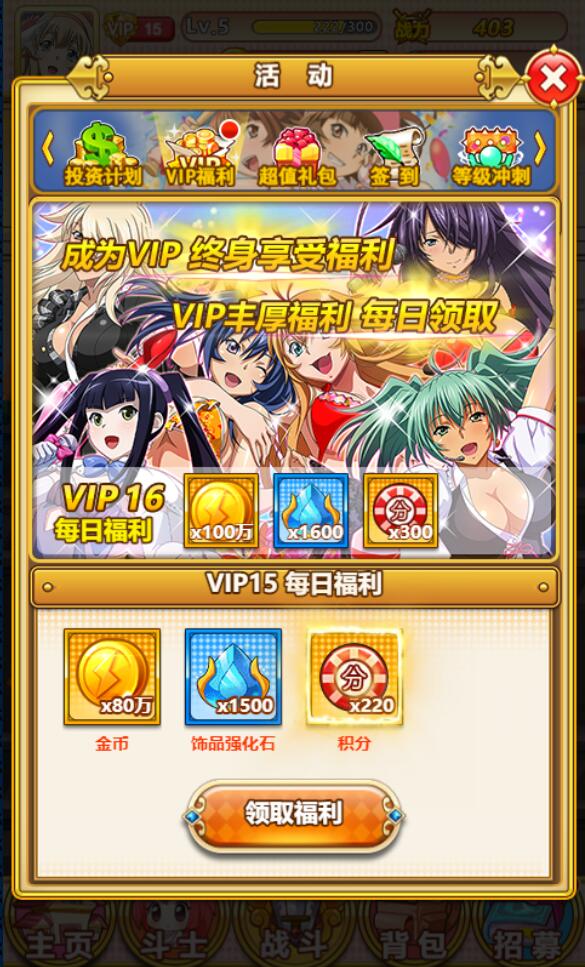 VIP 15 Lv.5 222/300 战力 403
活 动
投资计划 VIP福利 超值礼包 签 到 等级冲刺
成为VIP 终身享受福利
VIP丰厚福利 每日领取
VIP 16
每日福利
x100万 x1600 分 x300
VIP15 每日福利
x80万 x1500 分 x220
金币 饰品强化石 积分
领取福利
主页 斗士 战斗 背包 招募